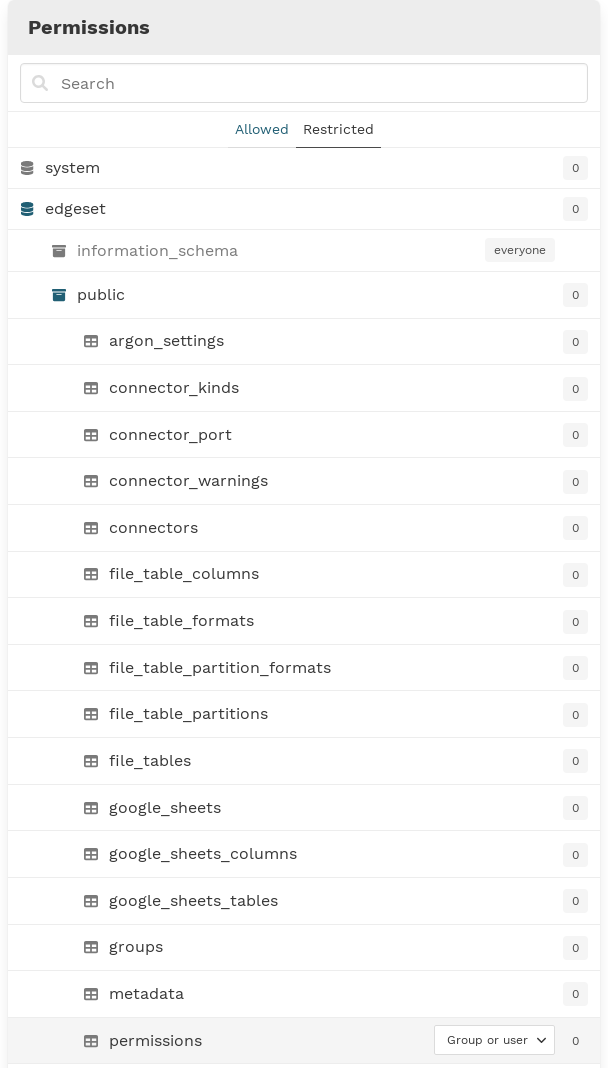 Permissions
Search
Allowed Restricted
system 0
edgeset 0
information_schema everyone
public 0
argon_settings 0
connector_kinds 0
connector_port 0
connector_warnings 0
connectors 0
file_table_columns 0
file_table_formats 0
file_table_partition_formats 0
file_table_partitions 0
file_tables 0
google_sheets 0
google_sheets_columns 0
google_sheets_tables 0
groups 0
metadata 0
permissions Group or user 0